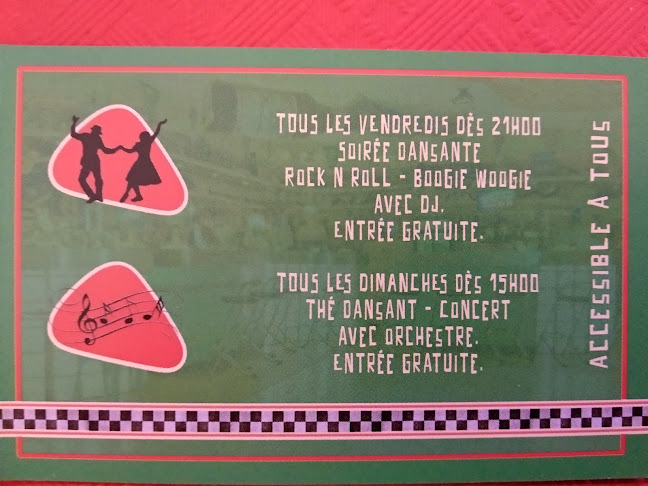 TOUS LES VENDREDIS DÈS 21H00
SOIRÉE DANSANTE
ROCK N ROLL - BOOGIE WOOGIE
AVEC DJ.
ENTRÉE GRATUITE.
TOUS LES DIMANCHES DÈS 15H00
THÉ DANSANT - CONCERT
AVEC ORCHESTRE.
ENTRÉE GRATUITE.
ACCESSIBLE À TOUS